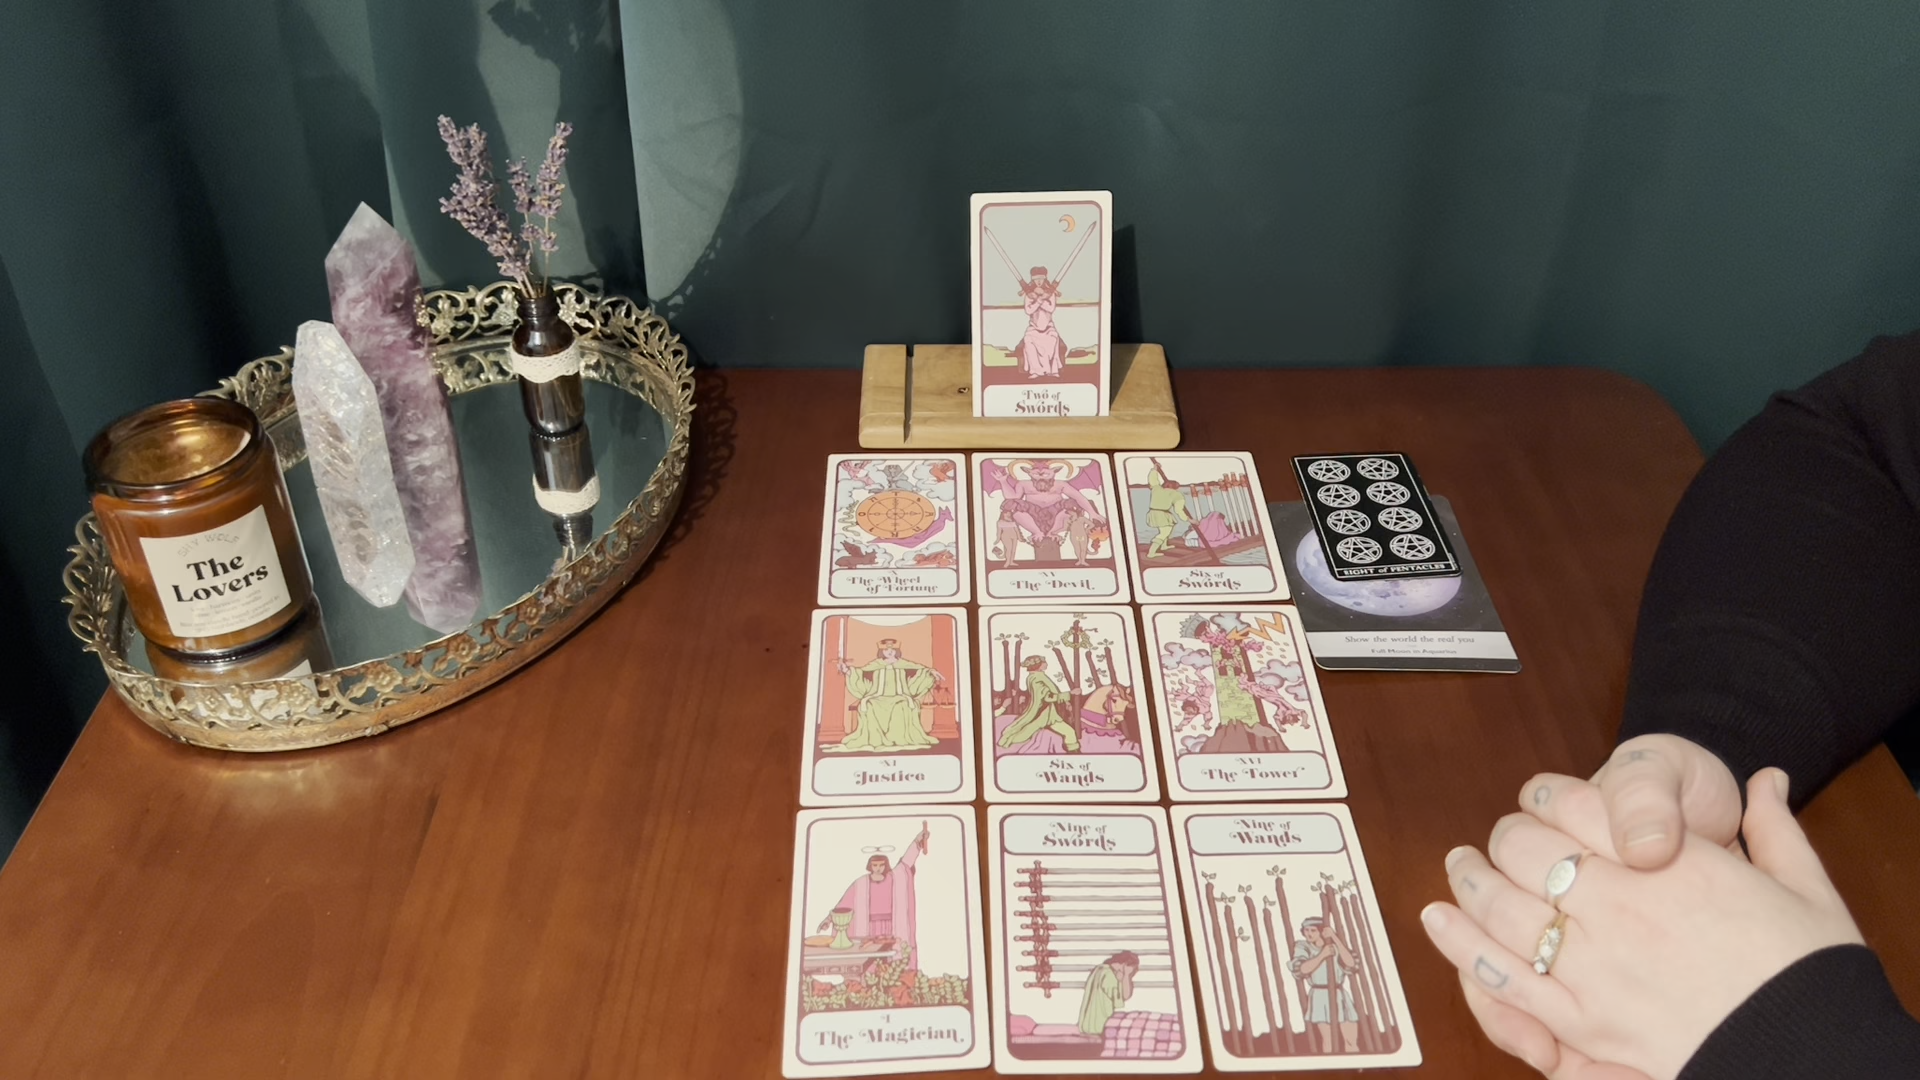 SHY WOLF
The
Lovers
Two of
Swords
X
The Wheel
of Fortune
The Devil
Six of
Swords
EIGHT of PENTACLES
Show the world the real you
Full Moon in Aquarius
XI
Justice
Six of
Wands
XVI
The Tower
I
The Magician
Nine of
Swords
Nine of
Wands